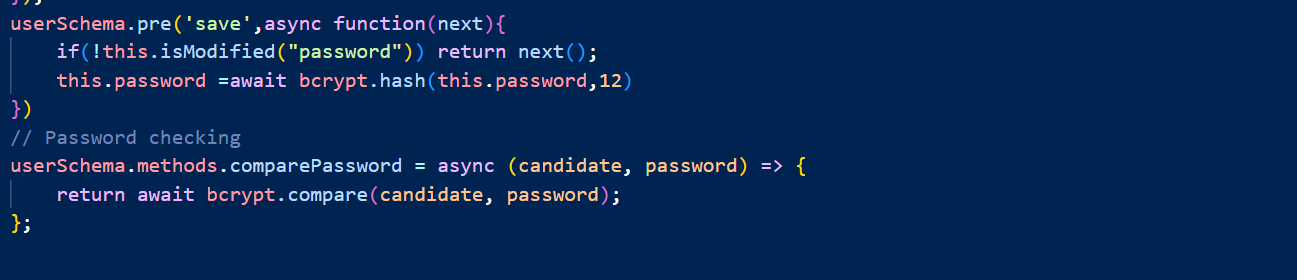 });
userSchema.pre('save',async function(next){
    if(!this.isModified("password")) return next();
    this.password =await bcrypt.hash(this.password,12)
})
// Password checking
userSchema.methods.comparePassword = async (candidate, password) => {
    return await bcrypt.compare(candidate, password);
};